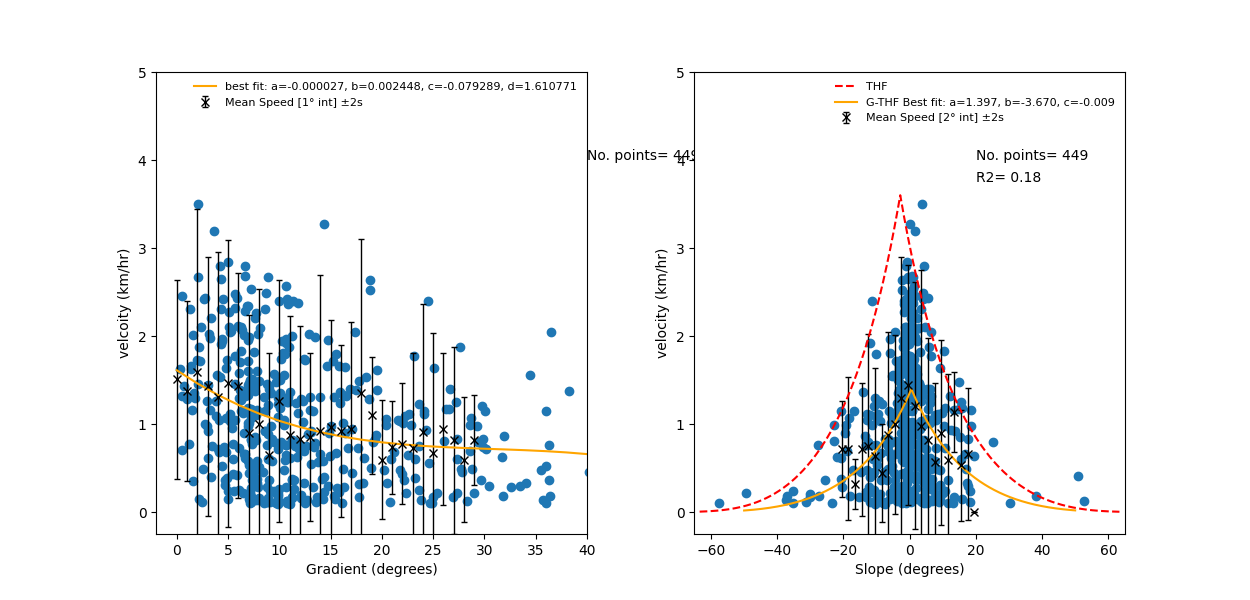 best fit: a=-0.000027, b=0.002448, c=-0.079289, d=1.610771
Mean Speed [1° int] ±2s
No. points= 449
velcoity (km/hr)
5
4
3
2
1
0
0
5
10
15
20
25
30
35
40
Gradient (degrees)
THF
G-THF Best fit: a=1.397, b=-3.670, c=-0.009
Mean Speed [2° int] ±2s
No. points= 449
R2= 0.18
velocity (km/hr)
5
4
3
2
1
0
−60
−40
−20
0
20
40
60
Slope (degrees)